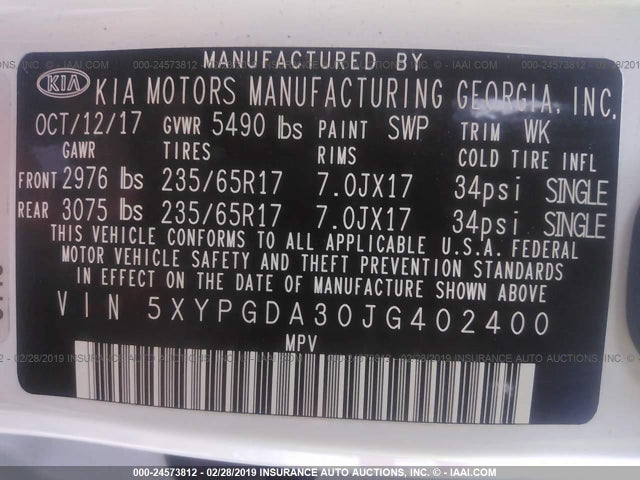 MANUFACTURED BY
KIA KIA MOTORS MANUFACTURING GEORGIA, INC.
OCT/12/17 GVWR 5490 lbs PAINT SWP TRIM WK
GAWR TIRES RIMS COLD TIRE INFL
FRONT 2976 lbs 235/65R17 7.0JX17 34psi SINGLE
REAR 3075 lbs 235/65R17 7.0JX17 34psi SINGLE
THIS VEHICLE CONFORMS TO ALL APPLICABLE U.S.A. FEDERAL
MOTOR VEHICLE SAFETY AND THEFT PREVENTION STANDARDS
IN EFFECT ON THE DATE OF MANUFACTURE SHOWN ABOVE
VIN 5XYPGDA30JG402400
MPV
000-24573812 - 02/28/2019 INSURANCE AUTO AUCTIONS - IAAI.COM